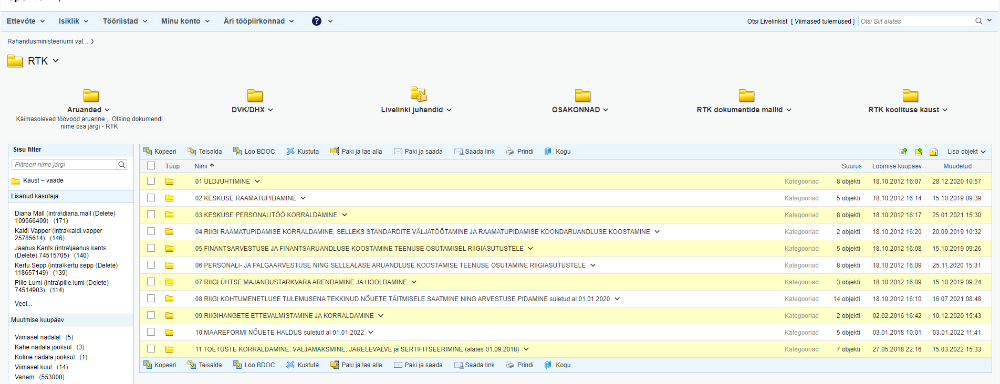 Ettevõte Isiklik Tööriistad Minu konto Äri tööpiirkonnad ? Otsi Livelinkist [ Viimased tulemused ] Otsi Siit alates
Rahandusministeeriumi val... 〉
RTK
Aruanded DVK/DHX Livelinki juhendid OSAKONNAD RTK dokumentide mallid RTK koolituse kaust
Käimasolevad töövood aruanne , Otsing dokumendi
nime osa järgi - RTK
Sisu filter
Filtreeri nime järgi
Kaust – vaade
Lisanud kasutaja
Diana Mäll (intra\diana.mall (Delete)
109666409) (171)
Kaidi Vapper (intra\kaidi.vapper
25785614) (146)
Jaanus Kants (intra\jaanus.kants
(Delete) 74515705) (140)
Kertu Sepp (intra\kertu.sepp (Delete)
118657149) (139)
Pille Lumi (intra\pille.lumi (Delete)
74514903) (114)
Veel...
Muutmise kuupäev
Viimasel nädalal (5)
Kahe nädala jooksul (3)
Kolme nädala jooksul (1)
Viimasel kuul (14)
Vanem (553000)
Kopeeri Teisalda Loo BDOC Kustuta Paki ja lae alla Paki ja saada Saada link Prindi Kogu Lisa objekt
Tüüp Nimi Suurus Loomise kuupäev Muudetud
01 ÜLDJUHTIMINE Kategooriad 8 objekti 18.10.2012 16:07 28.12.2020 10:57
02 KESKUSE RAAMATUPIDAMINE Kategooriad 5 objekti 18.10.2012 16:14 15.10.2019 09:39
03 KESKUSE PERSONALITÖÖ KORRALDAMINE Kategooriad 8 objekti 18.10.2012 16:17 25.01.2021 15:30
04 RIIGI RAAMATUPIDAMISE KORRALDAMINE, SELLEKS STANDARDITE VÄLJATÖÖTAMINE JA RAAMATUPIDAMISE KOONDARUANDLUSE KOOSTAMINE Kategooriad 2 objekti 18.10.2012 16:20 20.09.2019 10:32
05 FINANTSARVESTUSE JA FINANTSARUANDLUSE KOOSTAMINE TEENUSE OSUTAMISEL RIIGIASUTUSTELE Kategooriad 5 objekti 18.10.2012 16:08 15.10.2019 09:26
06 PERSONALI- JA PALGAARVESTUSE NING SELLEALASE ARUANDLUSE KOOSTAMISE TEENUSE OSUTAMINE RIIGIASUTUSTELE Kategooriad 8 objekti 18.10.2012 16:09 25.11.2020 15:31
07 RIIGI ÜHTSE MAJANDUSTARKVARA ARENDAMINE JA HOOLDAMINE Kategooriad 3 objekti 18.10.2012 16:09 15.10.2019 09:24
08 RIIGI KOHTUMENETLUSE TULEMUSENA TEKKINUD NÕUETE TÄITMISELE SAATMINE NING ARVESTUSE PIDAMINE suletud al 01.01.2020 Kategooriad 14 objekti 18.10.2012 16:10 16.07.2021 08:48
09 RIIGIHANGETE ETTEVALMISTAMINE JA KORRALDAMINE Kategooriad 2 objekti 02.02.2016 16:42 10.12.2020 15:43
10 MAAREFORMI NÕUETE HALDUS suletud al 01.01.2022 Kategooriad 5 objekti 03.01.2018 10:01 03.01.2022 11:41
11 TOETUSTE KORRALDAMINE, VÄLJAMAKSMINE, JÄRELEVALVE ja SERTIFITSEERIMINE (alates 01.09.2018) Kategooriad 7 objekti 27.05.2018 22:16 15.03.2022 15:33
Kopeeri Teisalda Loo BDOC Kustuta Paki ja lae alla Paki ja saada Saada link Prindi Kogu